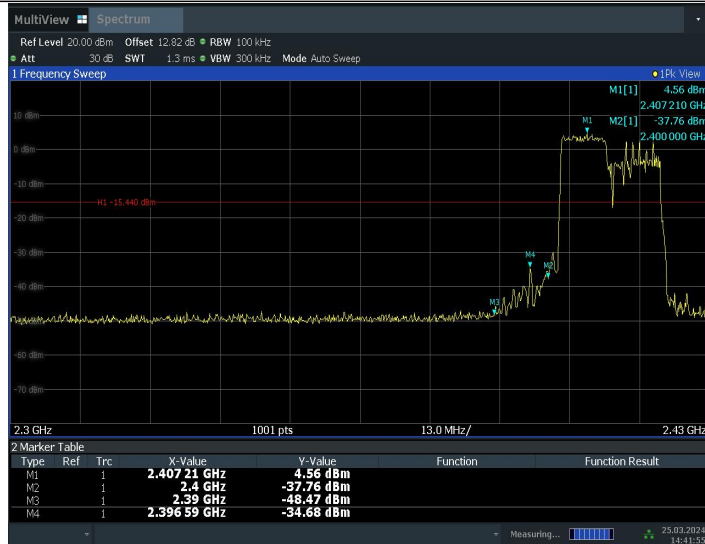 MultiView Spectrum
Ref Level 20.00 dBm Offset 12.82 dB RBW 100 kHz
Att 30 dB SWT 1.3 ms VBW 300 kHz Mode Auto Sweep
1 Frequency Sweep 1Pk View
M1[1] 4.56 dBm
2.407 210 GHz
M1 M2[1] -37.76 dBm
2.400 000 GHz
10 dBm
0 dBm
-10 dBm
H1 -15.440 dBm
-20 dBm
-30 dBm
M4
M2
-40 dBm
M3
-60 dBm
-70 dBm
2.3 GHz 1001 pts 13.0 MHz/ 2.43 GHz
2 Marker Table
Type Ref Trc X-Value Y-Value Function Function Result
M1 1 2.407 21 GHz 4.56 dBm
M2 1 2.4 GHz -37.76 dBm
M3 1 2.39 GHz -48.47 dBm
M4 1 2.396 59 GHz -34.68 dBm
Measuring... 25.03.2024
14:41:55